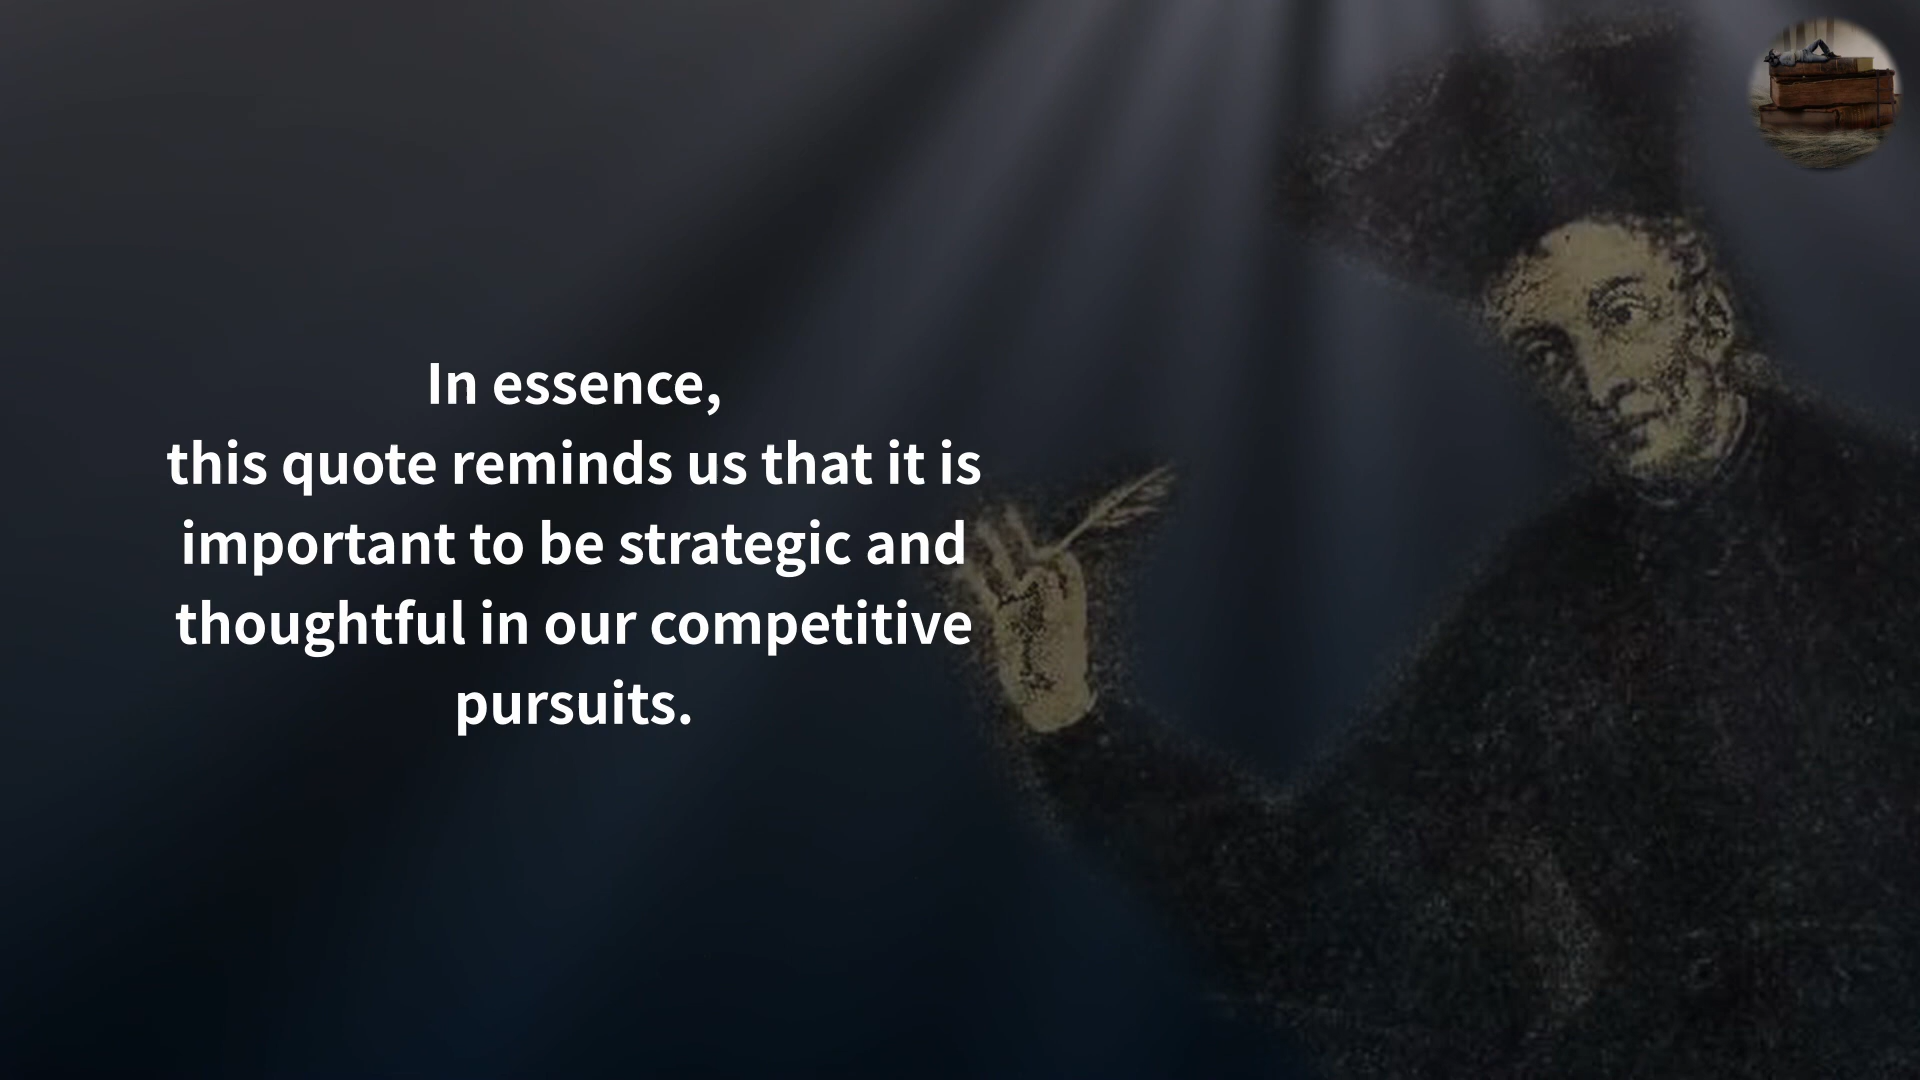 In essence,
this quote reminds us that it is
important to be strategic and
thoughtful in our competitive
pursuits.